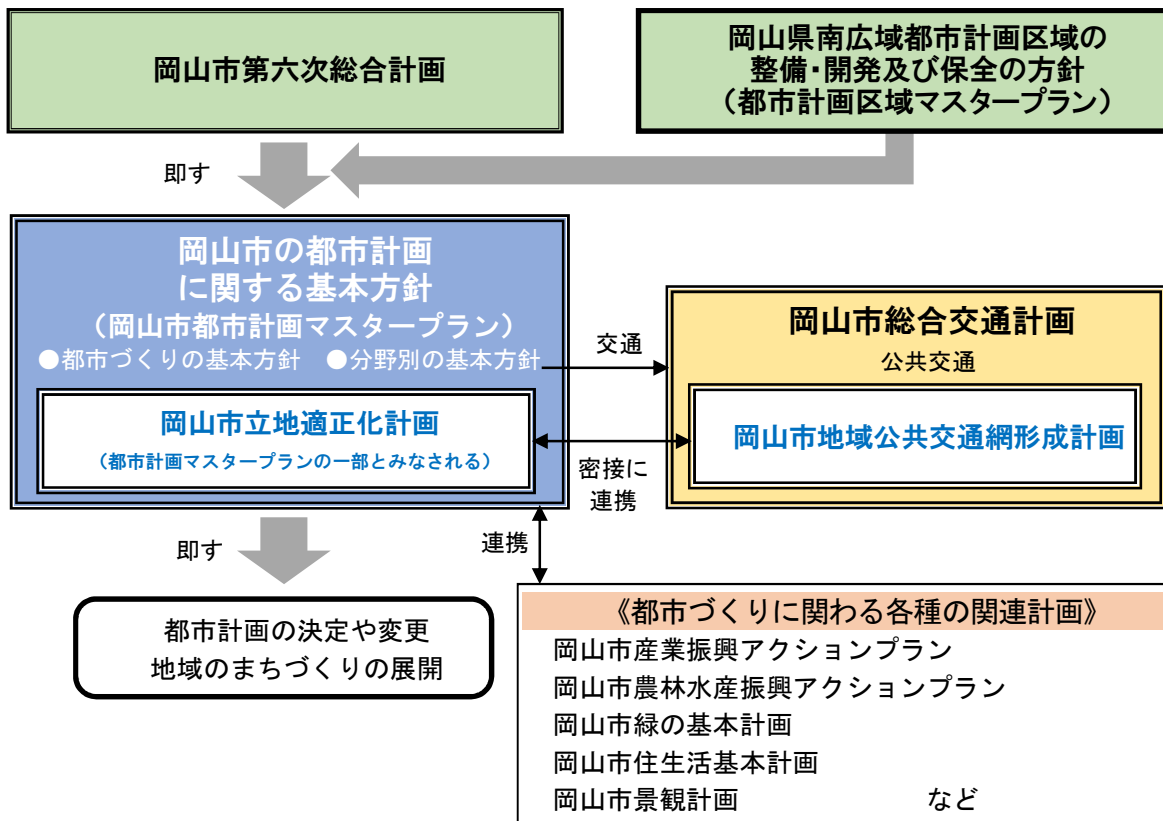 岡山市第六次総合計画
岡山県南広域都市計画区域の
整備・開発及び保全の方針
（都市計画区域マスタープラン）
即す
岡山市の都市計画
に関する基本方針
（岡山市都市計画マスタープラン）
●都市づくりの基本方針　●分野別の基本方針
岡山市立地適正化計画
（都市計画マスタープランの一部とみなされる）
交通
岡山市総合交通計画
公共交通
岡山市地域公共交通網形成計画
密接に
連携
即す
連携
都市計画の決定や変更
地域のまちづくりの展開
《都市づくりに関わる各種の関連計画》
岡山市産業振興アクションプラン
岡山市農林水産振興アクションプラン
岡山市緑の基本計画
岡山市住生活基本計画
岡山市景観計画　　　　　　　　など